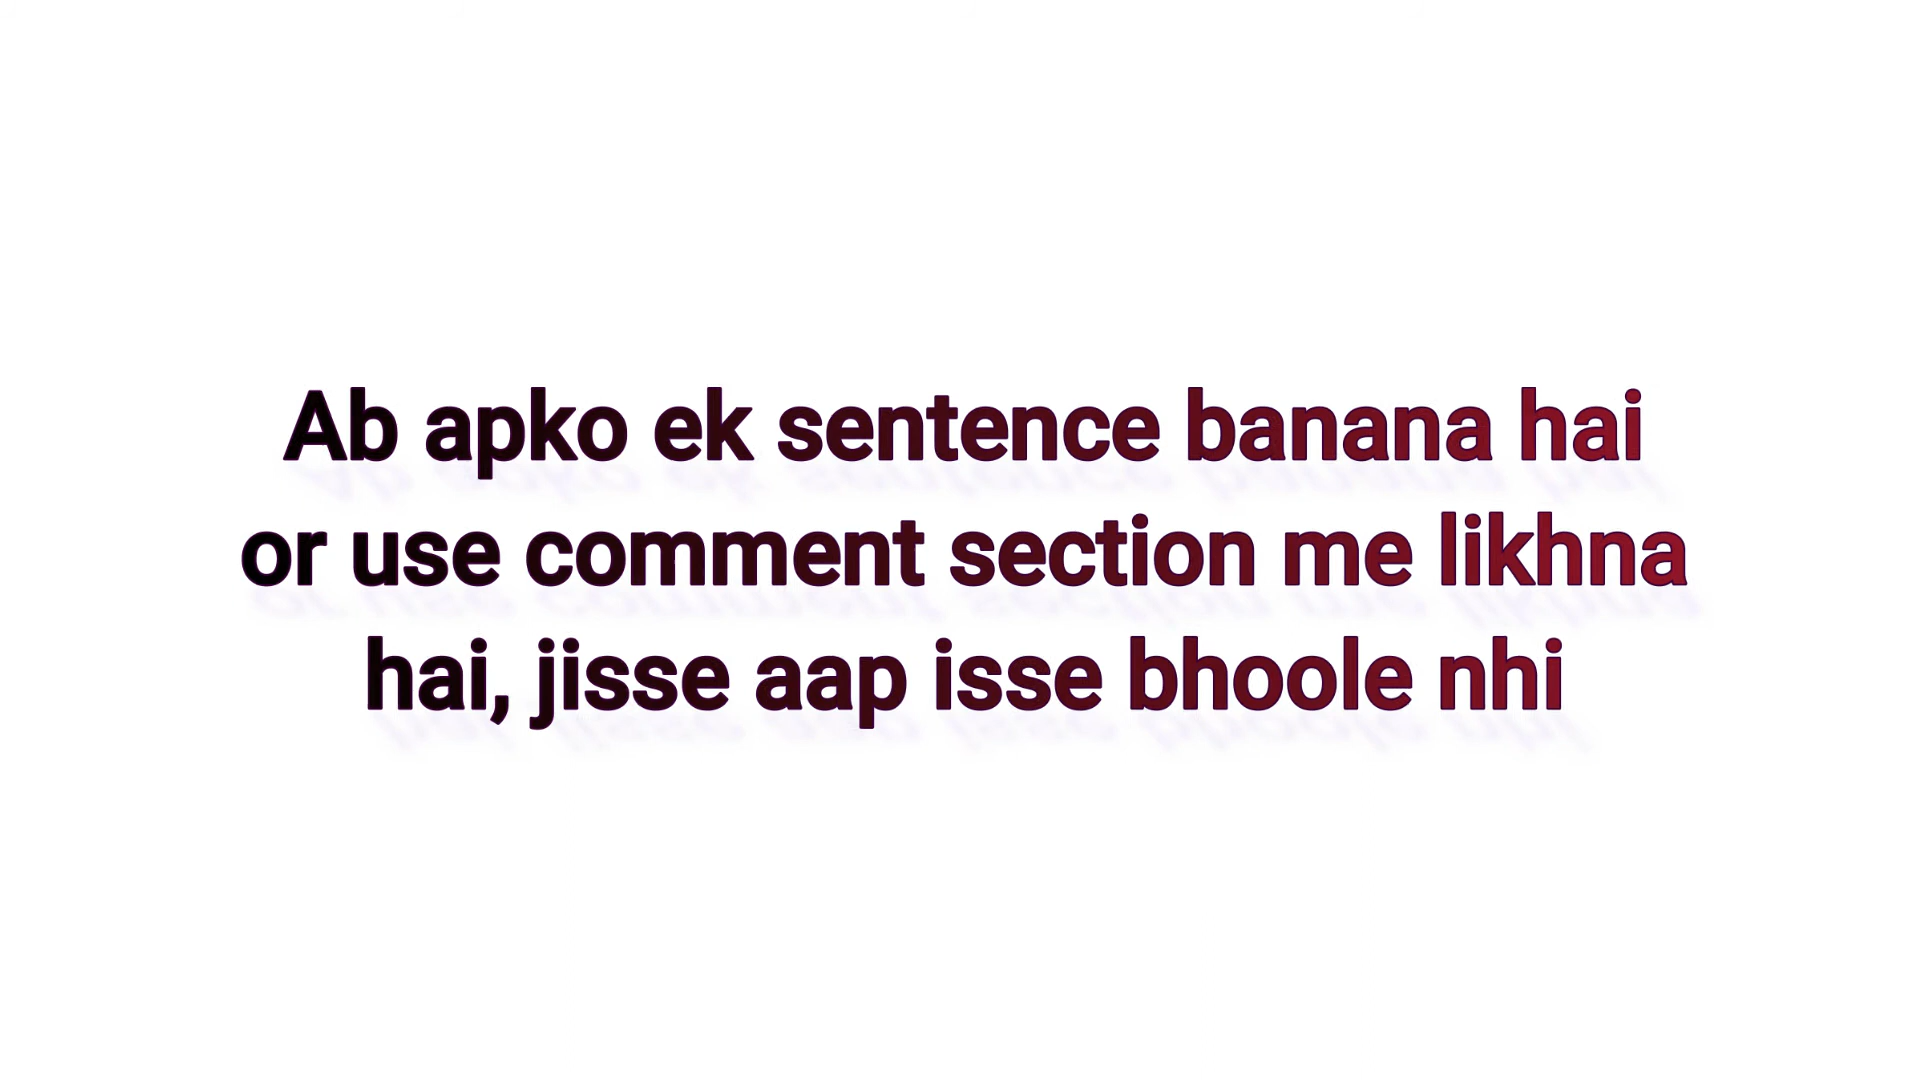 Ab apko ek sentence banana hai
or use comment section me likhna
hai, jisse aap isse bhoole nhi